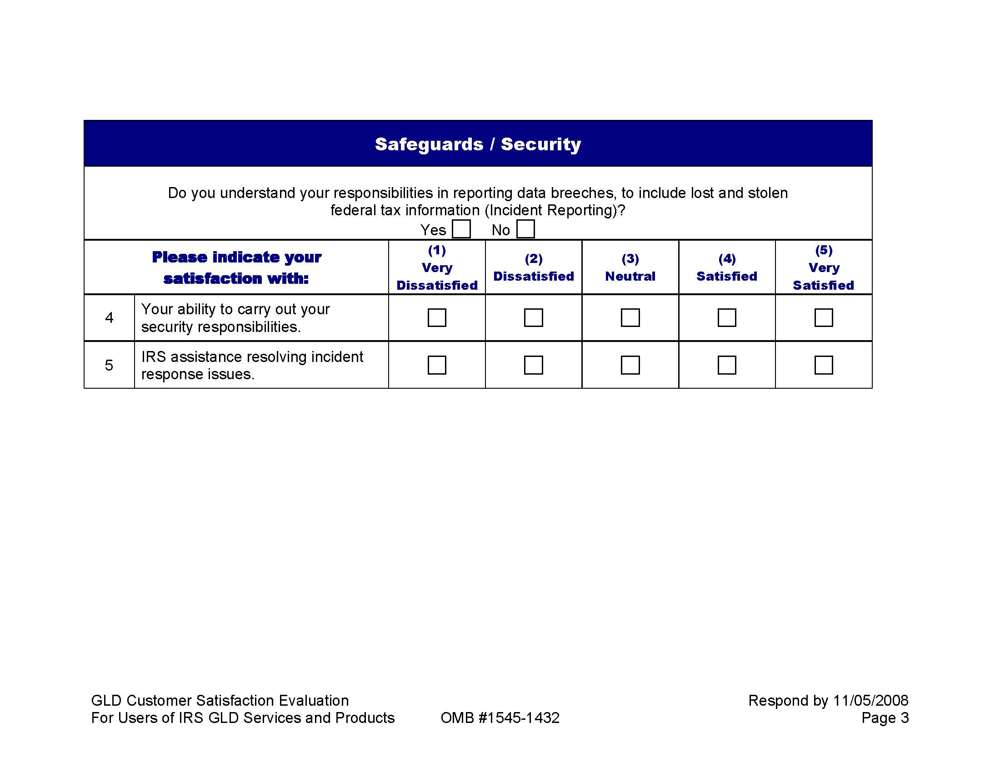 Safeguards / Security
Do you understand your responsibilities in reporting data breeches, to include lost and stolen
federal tax information (Incident Reporting)?
Yes No
Please indicate your
satisfaction with:
(1)
Very
Dissatisfied
(2)
Dissatisfied
(3)
Neutral
(4)
Satisfied
(5)
Very
Satisfied
4
Your ability to carry out your
security responsibilities.
5
IRS assistance resolving incident
response issues.
GLD Customer Satisfaction Evaluation
Respond by 11/05/2008
For Users of IRS GLD Services and Products
OMB #1545-1432
Page 3